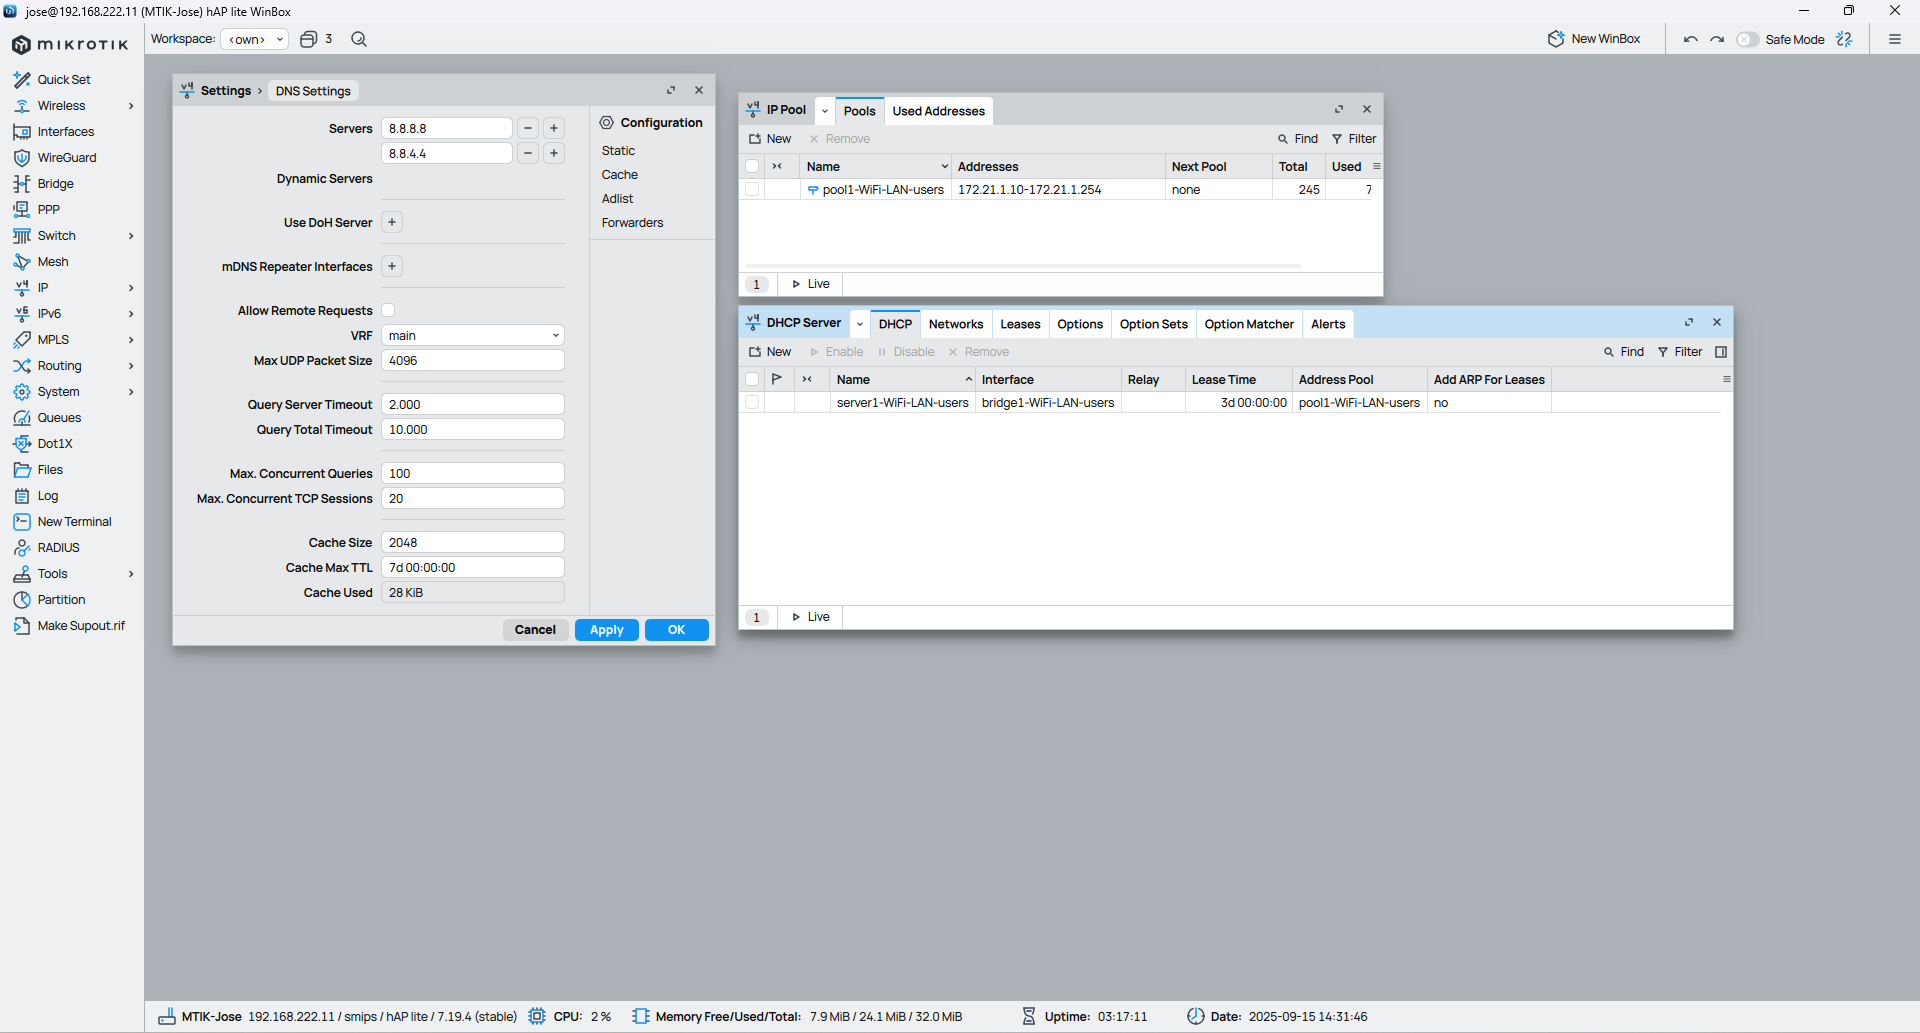 jose@192.168.222.11 (MTIK-Jose) hAP lite WinBox
mikrotik
Workspace: <own> 3
New WinBox
Safe Mode
Quick Set
Wireless
Interfaces
WireGuard
Bridge
PPP
Switch
Mesh
IP
IPv6
MPLS
Routing
System
Queues
Dot1X
Files
Log
New Terminal
RADIUS
Tools
Partition
Make Supout.rif
Settings > DNS Settings
Servers 8.8.8.8 − +
8.8.4.4 − +
Dynamic Servers
Use DoH Server +
mDNS Repeater Interfaces +
Allow Remote Requests
VRF main
Max UDP Packet Size 4096
Query Server Timeout 2.000
Query Total Timeout 10.000
Max. Concurrent Queries 100
Max. Concurrent TCP Sessions 20
Cache Size 2048
Cache Max TTL 7d 00:00:00
Cache Used 28 KiB
Configuration
Static
Cache
Adlist
Forwarders
Cancel Apply OK
v4 IP Pool Pools Used Addresses
New Remove Find Filter
Name Addresses Next Pool Total Used
pool1-WiFi-LAN-users 172.21.1.10-172.21.1.254 none 245 7
1 Live
v4 DHCP Server DHCP Networks Leases Options Option Sets Option Matcher Alerts
New Enable Disable Remove Find Filter
Name Interface Relay Lease Time Address Pool Add ARP For Leases
server1-WiFi-LAN-users bridge1-WiFi-LAN-users 3d 00:00:00 pool1-WiFi-LAN-users no
1 Live
MTIK-Jose 192.168.222.11 / smips / hAP lite / 7.19.4 (stable) CPU: 2 % Memory Free/Used/Total: 7.9 MiB / 24.1 MiB / 32.0 MiB Uptime: 03:17:11 Date: 2025-09-15 14:31:46